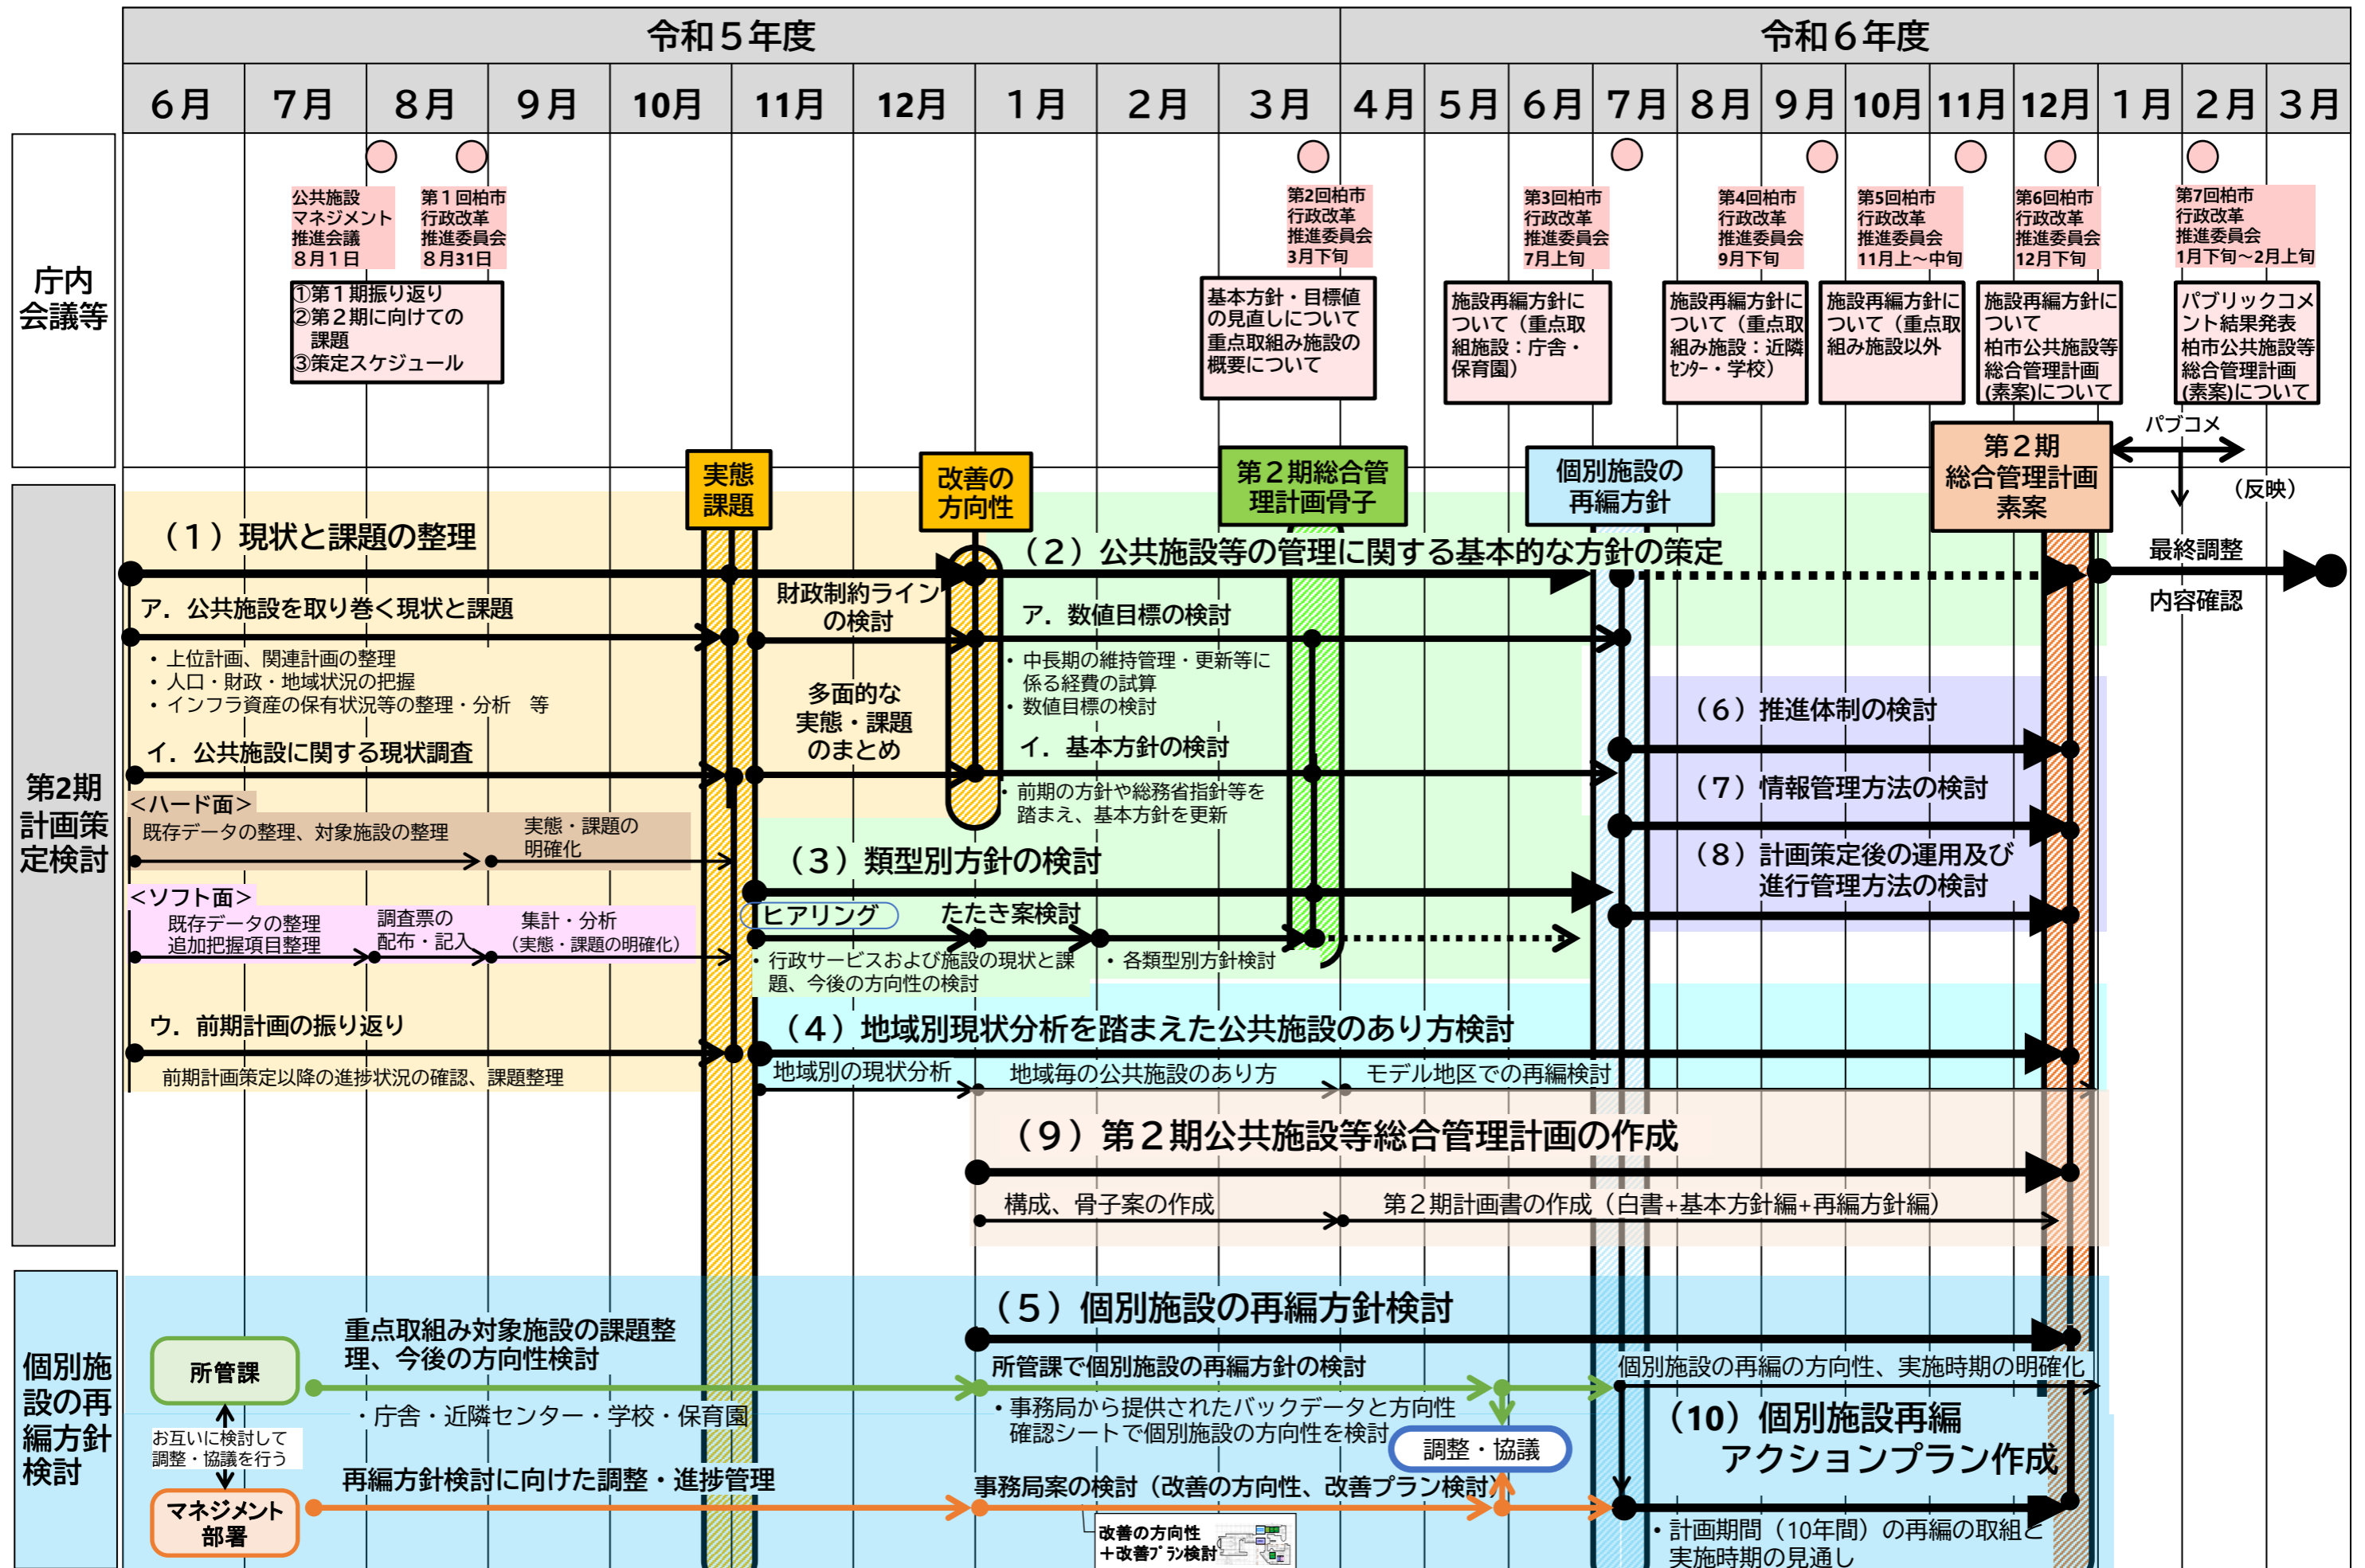 令和５年度
令和６年度
６月
７月
８月
９月
10月
11月
12月
１月
２月
３月
４月
５月
６月
７月
８月
９月
10月
11月
12月
１月
２月
３月
庁内
会議等
公共施設
マネジメント
推進会議
８月１日
第１回柏市
行政改革
推進委員会
８月31日
第2回柏市
行政改革
推進委員会
3月下旬
第3回柏市
行政改革
推進委員会
7月上旬
第4回柏市
行政改革
推進委員会
9月下旬
第5回柏市
行政改革
推進委員会
11月上～中旬
第6回柏市
行政改革
推進委員会
12月下旬
第7回柏市
行政改革
推進委員会
1月下旬～2月上旬
①第１期振り返り
②第２期に向けての
課題
③策定スケジュール
基本方針・目標値
の見直しについて
重点取組み施設の
概要について
施設再編方針に
ついて（重点取
組施設：庁舎・
保育園）
施設再編方針に
ついて（重点取
組み施設：近隣
ｾﾝﾀｰ・学校）
施設再編方針に
ついて（重点取
組み施設以外
施設再編方針に
ついて
柏市公共施設等
総合管理計画
(素案)について
パブリックコメ
ント結果発表
柏市公共施設等
総合管理計画
(素案)について
パブコメ
（反映）
実態
課題
改善の
方向性
第２期総合管
理計画骨子
個別施設の
再編方針
第２期
総合管理計画
素案
第2期
計画策
定検討
（１）現状と課題の整理
（２）公共施設等の管理に関する基本的な方針の策定
最終調整
内容確認
ア．公共施設を取り巻く現状と課題
・上位計画、関連計画の整理
・人口・財政・地域状況の把握
・インフラ資産の保有状況等の整理・分析　等
財政制約ライン
の検討
ア．数値目標の検討
・中長期の維持管理・更新等に
係る経費の試算
・数値目標の検討
イ．公共施設に関する現状調査
多面的な
実態・課題
のまとめ
イ．基本方針の検討
・前期の方針や総務省指針等を
踏まえ、基本方針を更新
（６）推進体制の検討
（７）情報管理方法の検討
（８）計画策定後の運用及び
進行管理方法の検討
＜ハード面＞
既存データの整理、対象施設の整理
実態・課題の
明確化
＜ソフト面＞
既存データの整理
追加把握項目整理
調査票の
配布・記入
集計・分析
（実態・課題の明確化）
（３）類型別方針の検討
ヒアリング
たたき案検討
・行政サービスおよび施設の現状と課
題、今後の方向性の検討
・各類型別方針検討
ウ．前期計画の振り返り
前期計画策定以降の進捗状況の確認、課題整理
（４）地域別現状分析を踏まえた公共施設のあり方検討
地域別の現状分析
地域毎の公共施設のあり方
モデル地区での再編検討
（９）第２期公共施設等総合管理計画の作成
構成、骨子案の作成
第２期計画書の作成（白書+基本方針編+再編方針編）
個別施
設の再
編方針
検討
（５）個別施設の再編方針検討
所管課
お互いに検討して
調整・協議を行う
マネジメント
部署
重点取組み対象施設の課題整
理、今後の方向性検討
・庁舎・近隣センター・学校・保育園
再編方針検討に向けた調整・進捗管理
所管課で個別施設の再編方針の検討
・事務局から提供されたバックデータと方向性
確認シートで個別施設の方向性を検討
調整・協議
事務局案の検討（改善の方向性、改善プラン検討）
改善の方向性
＋改善ﾌﾟﾗﾝ検討
個別施設の再編の方向性、実施時期の明確化
（10）個別施設再編
アクションプラン作成
・計画期間（10年間）の再編の取組と
実施時期の見通し